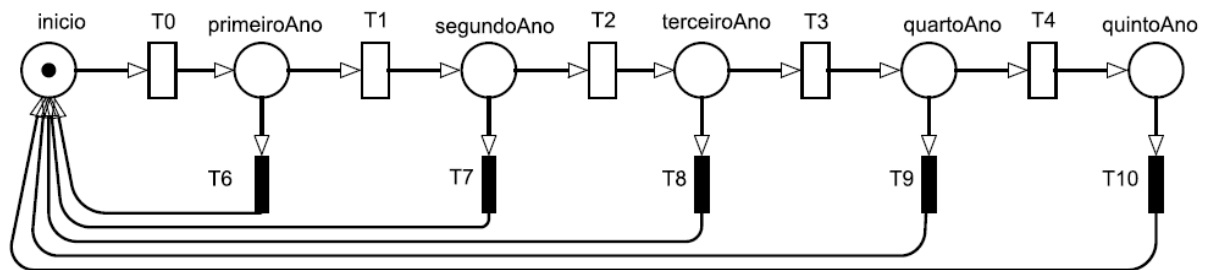 inicio T0 primeiroAno T1 segundoAno T2 terceiroAno T3 quartoAno T4 quintoAno
T6 T7 T8 T9 T10